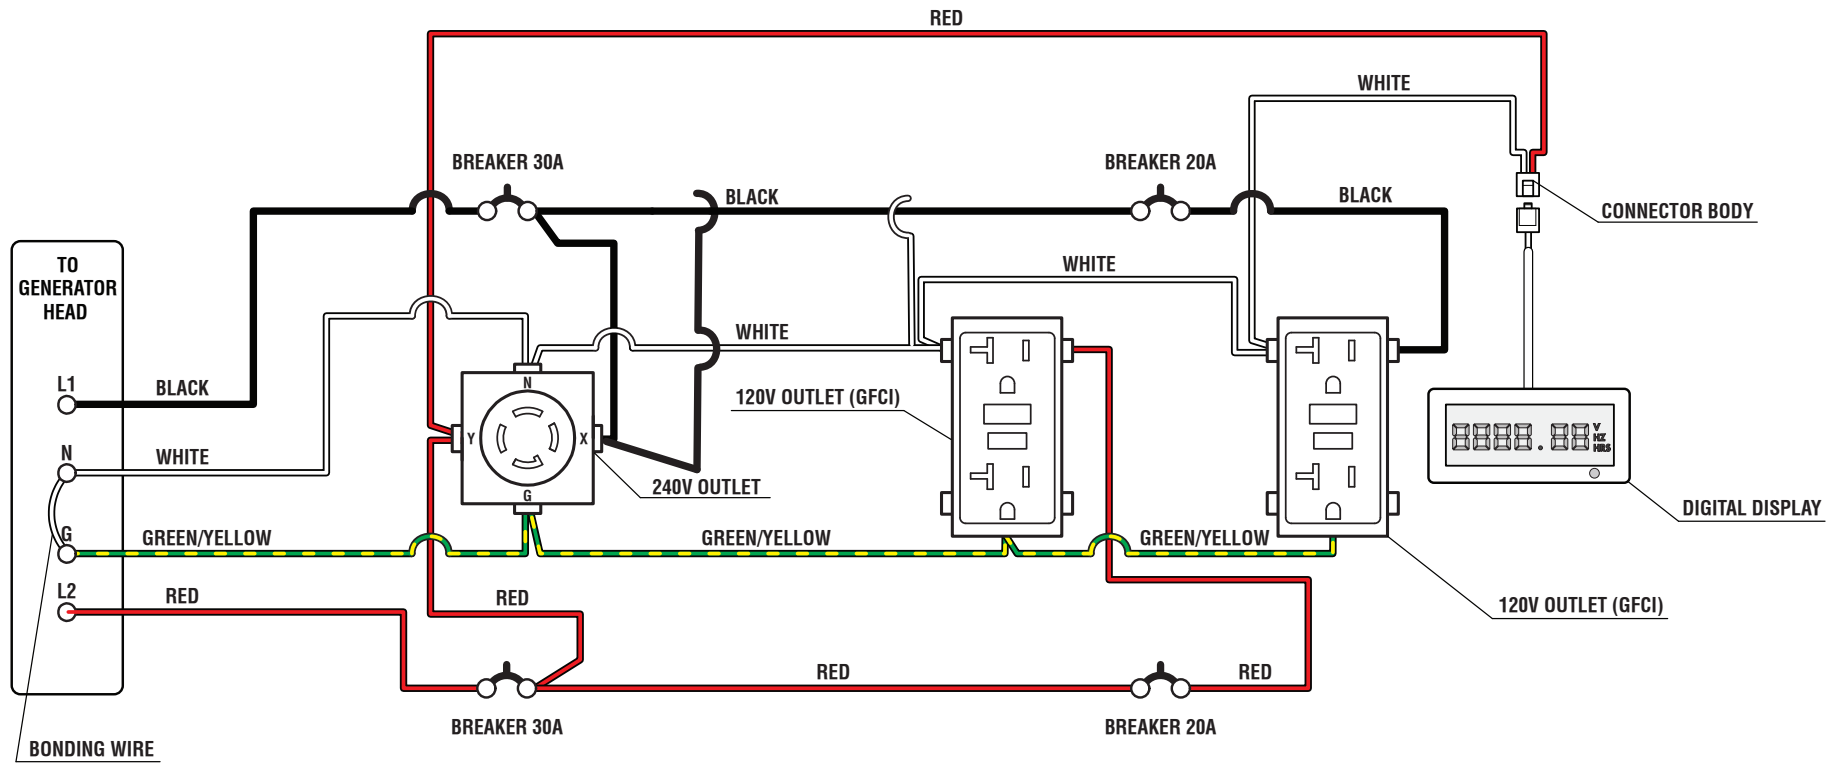 RED
WHITE
BREAKER 30A
BREAKER 20A
BLACK
BLACK
CONNECTOR BODY
TO
GENERATOR
HEAD
WHITE
WHITE
L1
BLACK
N
Y
X
G
120V OUTLET (GFCI)
V
HZ
HRS
N
WHITE
240V OUTLET
DIGITAL DISPLAY
G
GREEN/YELLOW
GREEN/YELLOW
GREEN/YELLOW
L2
RED
RED
120V OUTLET (GFCI)
RED
RED
BREAKER 30A
BREAKER 20A
BONDING WIRE